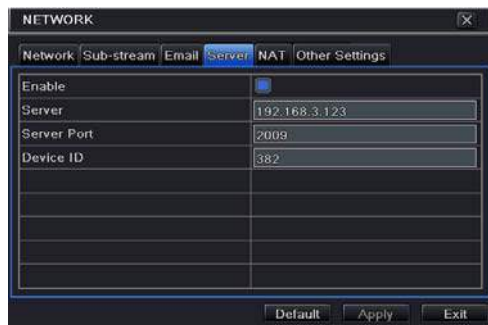 NETWORK
Network Sub-stream Email Server NAT Other Settings
Enable
Server 192.168.3.123
Server Port 2009
Device ID 382
Default Apply Exit